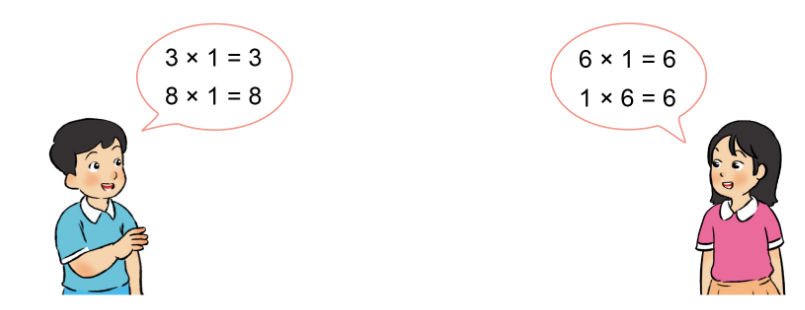 3 × 1 = 3
8 × 1 = 8
6 × 1 = 6
1 × 6 = 6